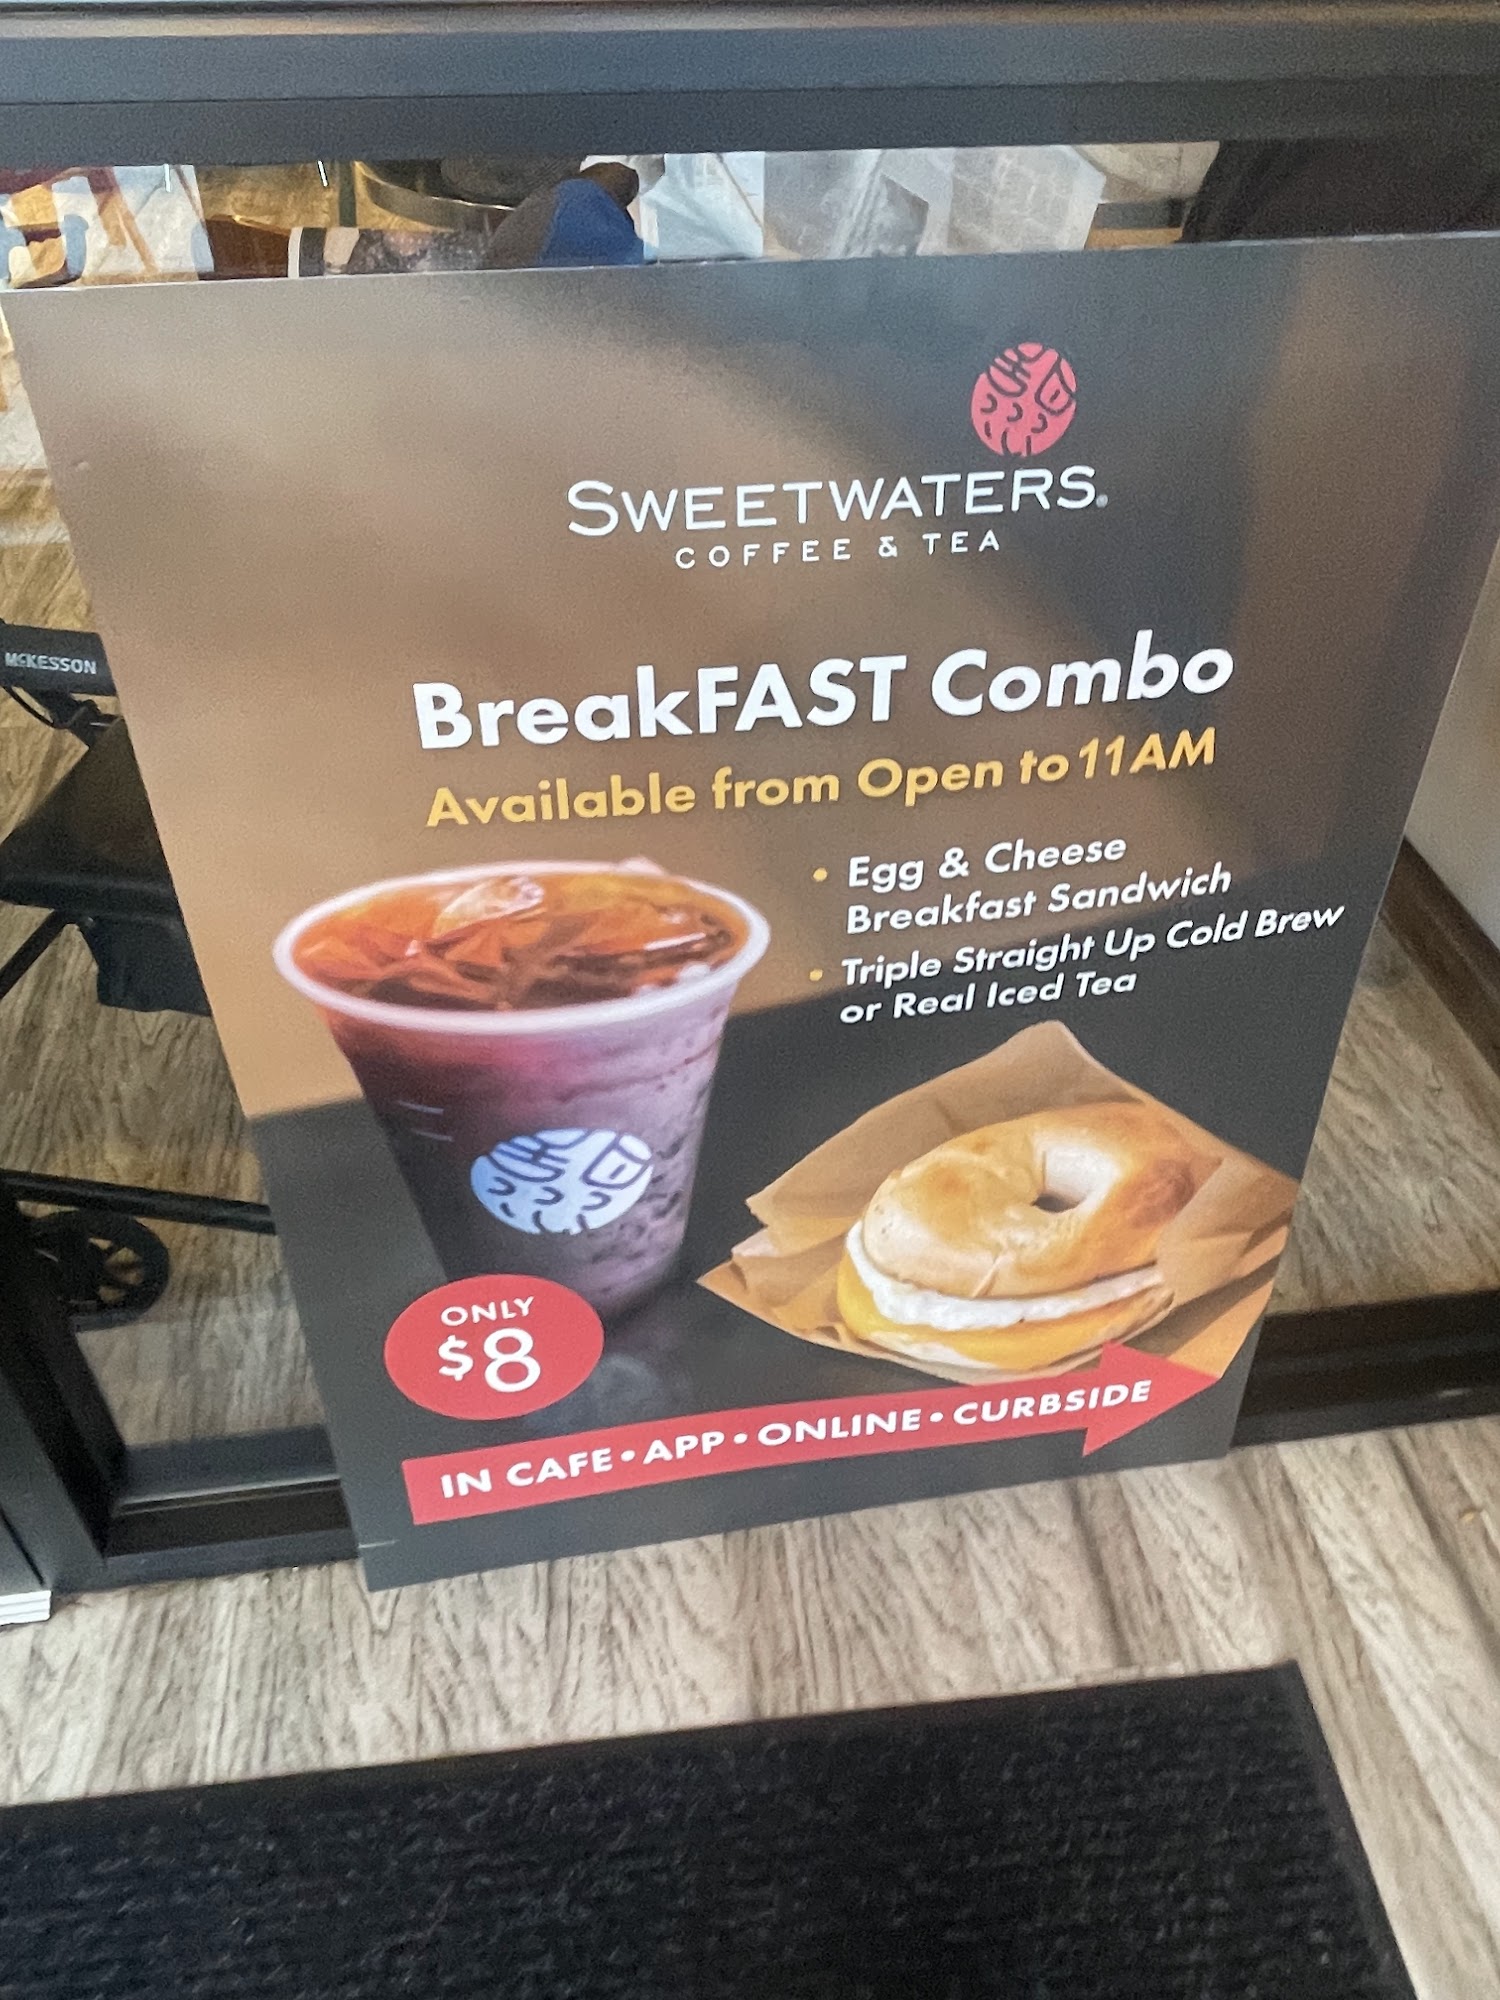 McKESSON
SWEETWATERS®
COFFEE & TEA
BreakFAST Combo
Available from Open to 11AM
• Egg & Cheese
Breakfast Sandwich
• Triple Straight Up Cold Brew
or Real Iced Tea
ONLY
$8
IN CAFE • APP • ONLINE • CURBSIDE